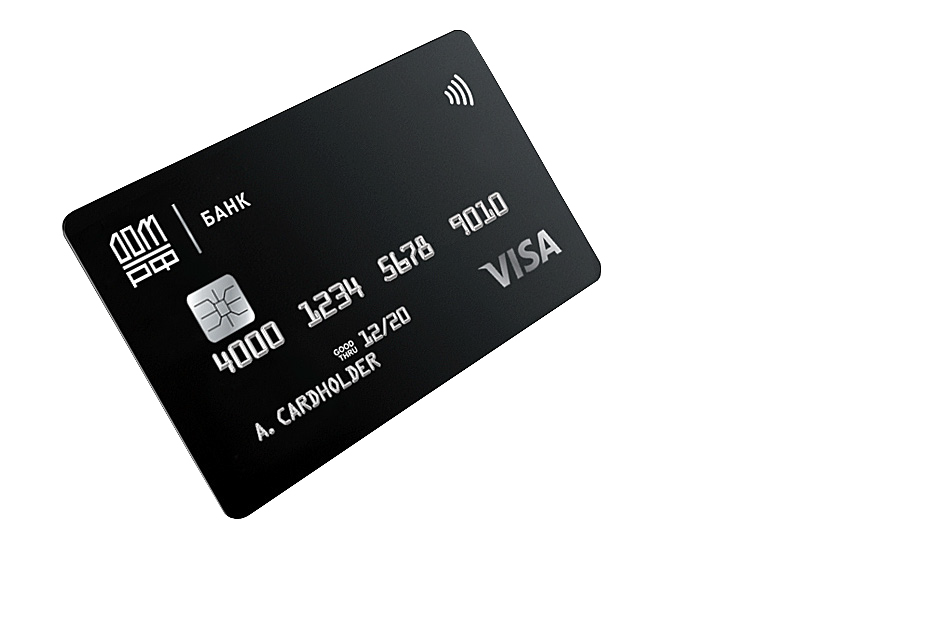 ДОМ
РФ
БАНК
4000 1234 5678 9010
GOOD
THRU
12/20
A. CARDHOLDER
VISA